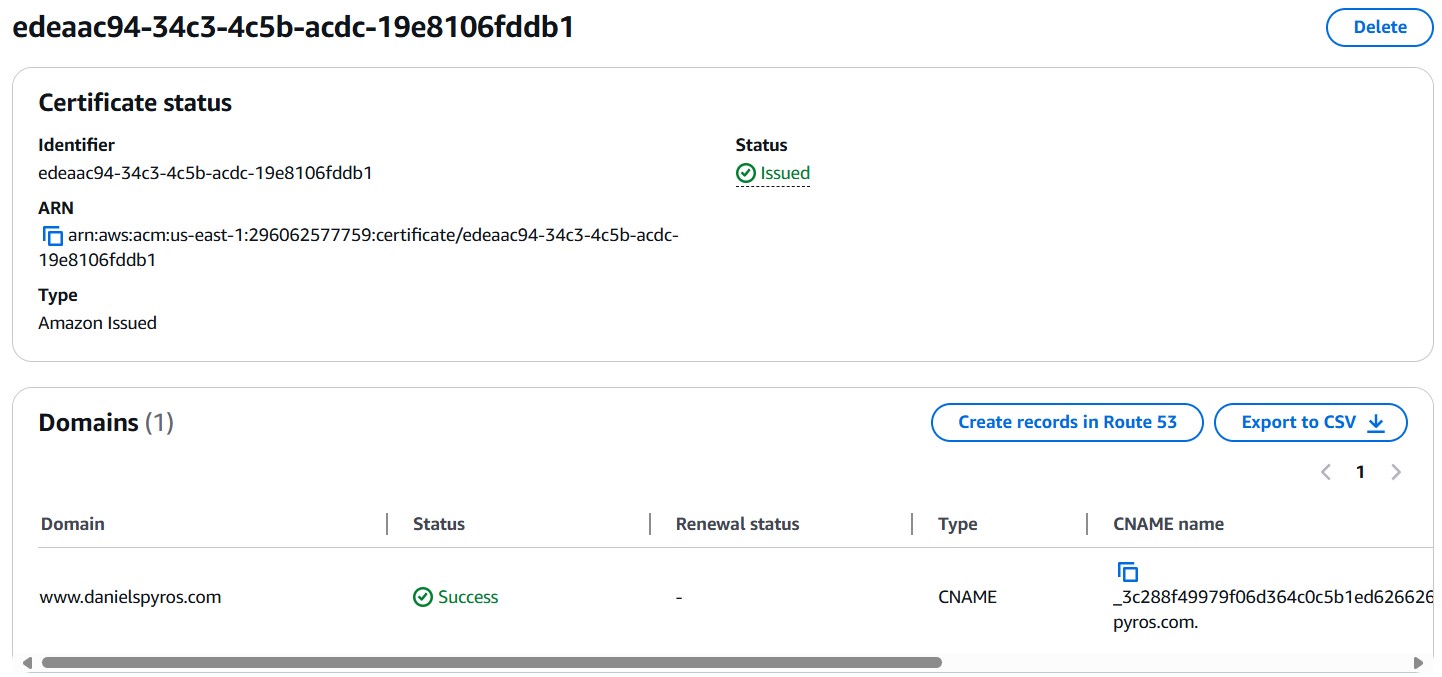 edeaac94-34c3-4c5b-acdc-19e8106fddb1
Delete
Certificate status
Identifier
edeaac94-34c3-4c5b-acdc-19e8106fddb1
Status
Issued
ARN
arn:aws:acm:us-east-1:296062577759:certificate/edeaac94-34c3-4c5b-acdc-
19e8106fddb1
Type
Amazon Issued
Domains (1)
Create records in Route 53
Export to CSV
1
Domain
Status
Renewal status
Type
CNAME name
www.danielspyros.com
Success
-
CNAME
_3c288f49979f06d364c0c5b1ed626626
pyros.com.